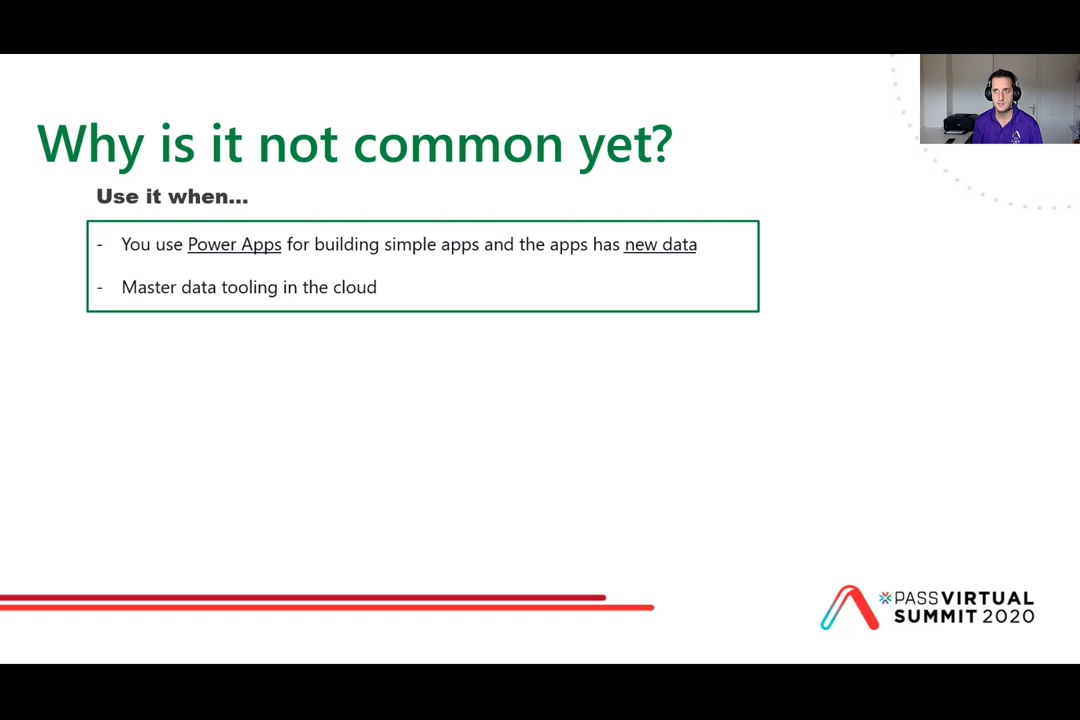 Why is it not common yet?
Use it when...
- You use Power Apps for building simple apps and the apps has new data
- Master data tooling in the cloud
PASS VIRTUAL
SUMMIT 2020